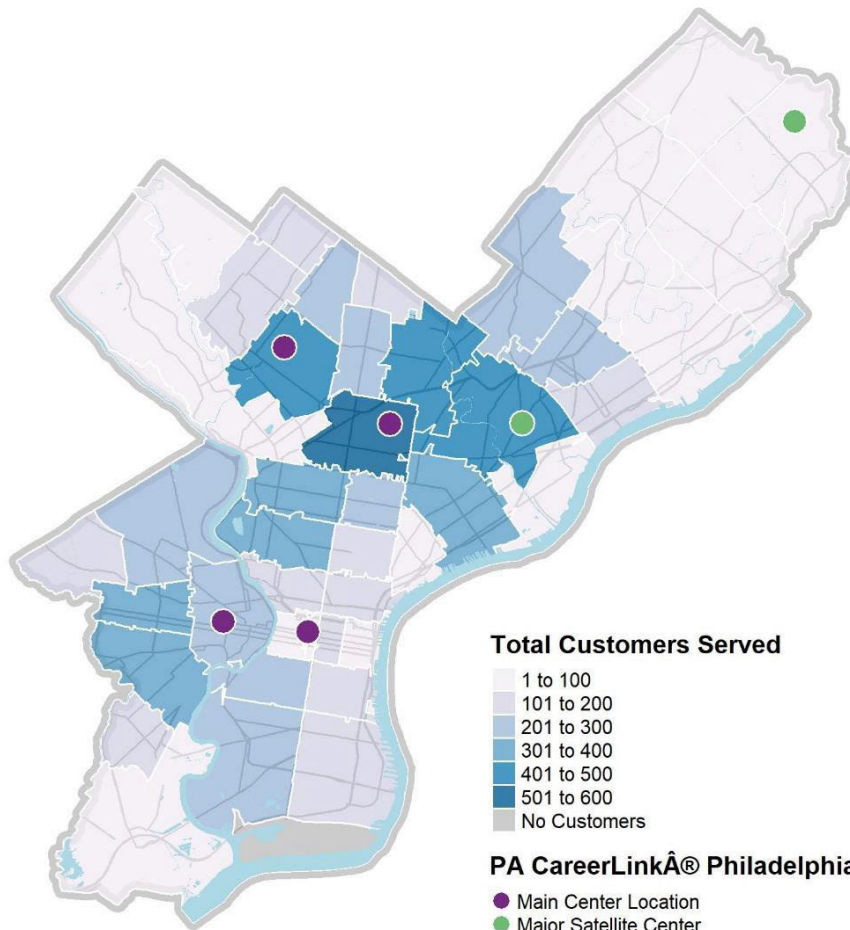 Total Customers Served
1 to 100
101 to 200
201 to 300
301 to 400
401 to 500
501 to 600
No Customers
PA CareerLinkÂ® Philadelphia
Main Center Location
Major Satellite Center